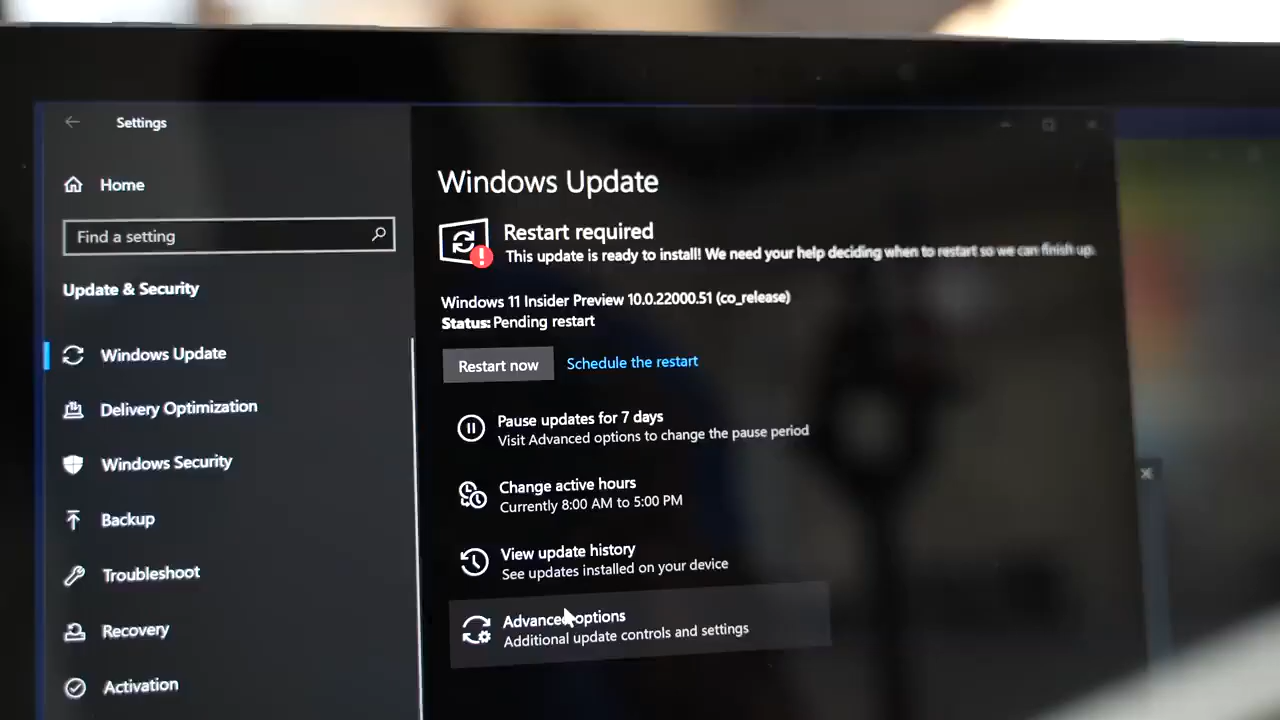 Settings
Home
Find a setting
Update & Security
Windows Update
Delivery Optimization
Windows Security
Backup
Troubleshoot
Recovery
Activation
Windows Update
Restart required
This update is ready to install! We need your help deciding when to restart so we can finish up.
Windows 11 Insider Preview 10.0.22000.51 (co_release)
Status: Pending restart
Restart now
Schedule the restart
Pause updates for 7 days
Visit Advanced options to change the pause period
Change active hours
Currently 8:00 AM to 5:00 PM
View update history
See updates installed on your device
Advanced options
Additional update controls and settings